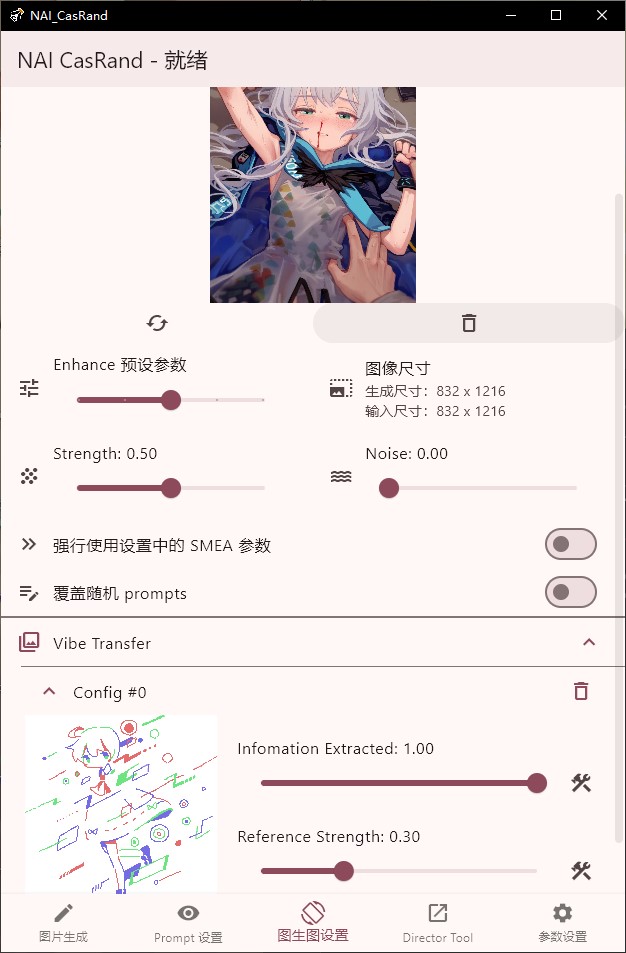 NAI_CasRand
NAI CasRand - 就绪
Enhance 预设参数
图像尺寸
生成尺寸：832 x 1216
输入尺寸：832 x 1216
Strength: 0.50
Noise: 0.00
强行使用设置中的 SMEA 参数
覆盖随机 prompts
Vibe Transfer
Config #0
Infomation Extracted: 1.00
Reference Strength: 0.30
图片生成
Prompt 设置
图生图设置
Director Tool
参数设置